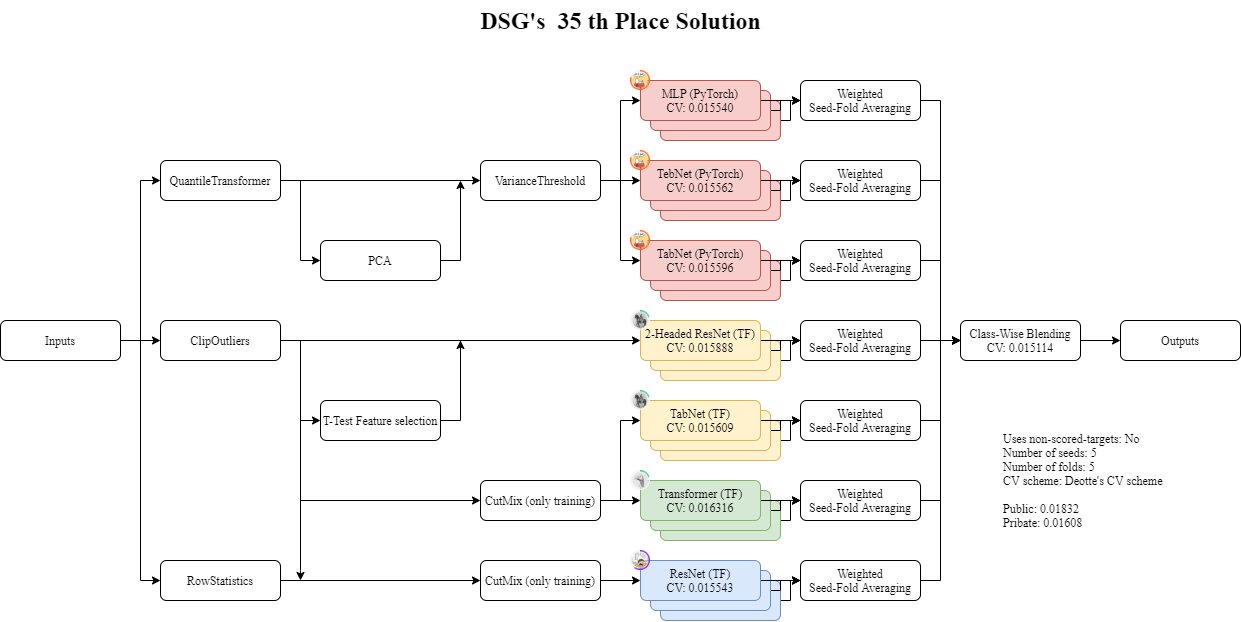 DSG's 35 th Place Solution
MLP (PyTorch)
CV: 0.015540
Weighted
Seed-Fold Averaging
QuantileTransformer
VarianceThreshold
TebNet (PyTorch)
CV: 0.015562
Weighted
Seed-Fold Averaging
PCA
TabNet (PyTorch)
CV: 0.015596
Weighted
Seed-Fold Averaging
Inputs
ClipOutliers
2-Headed ResNet (TF)
CV: 0.015888
Weighted
Seed-Fold Averaging
Class-Wise Blending
CV: 0.015114
Outputs
T-Test Feature selection
TabNet (TF)
CV: 0.015609
Weighted
Seed-Fold Averaging
CutMix (only training)
Transformer (TF)
CV: 0.016316
Weighted
Seed-Fold Averaging
RowStatistics
CutMix (only training)
ResNet (TF)
CV: 0.015543
Weighted
Seed-Fold Averaging
Uses non-scored-targets: No
Number of seeds: 5
Number of folds: 5
CV scheme: Deotte's CV scheme
Public: 0.01832
Pribate: 0.01608